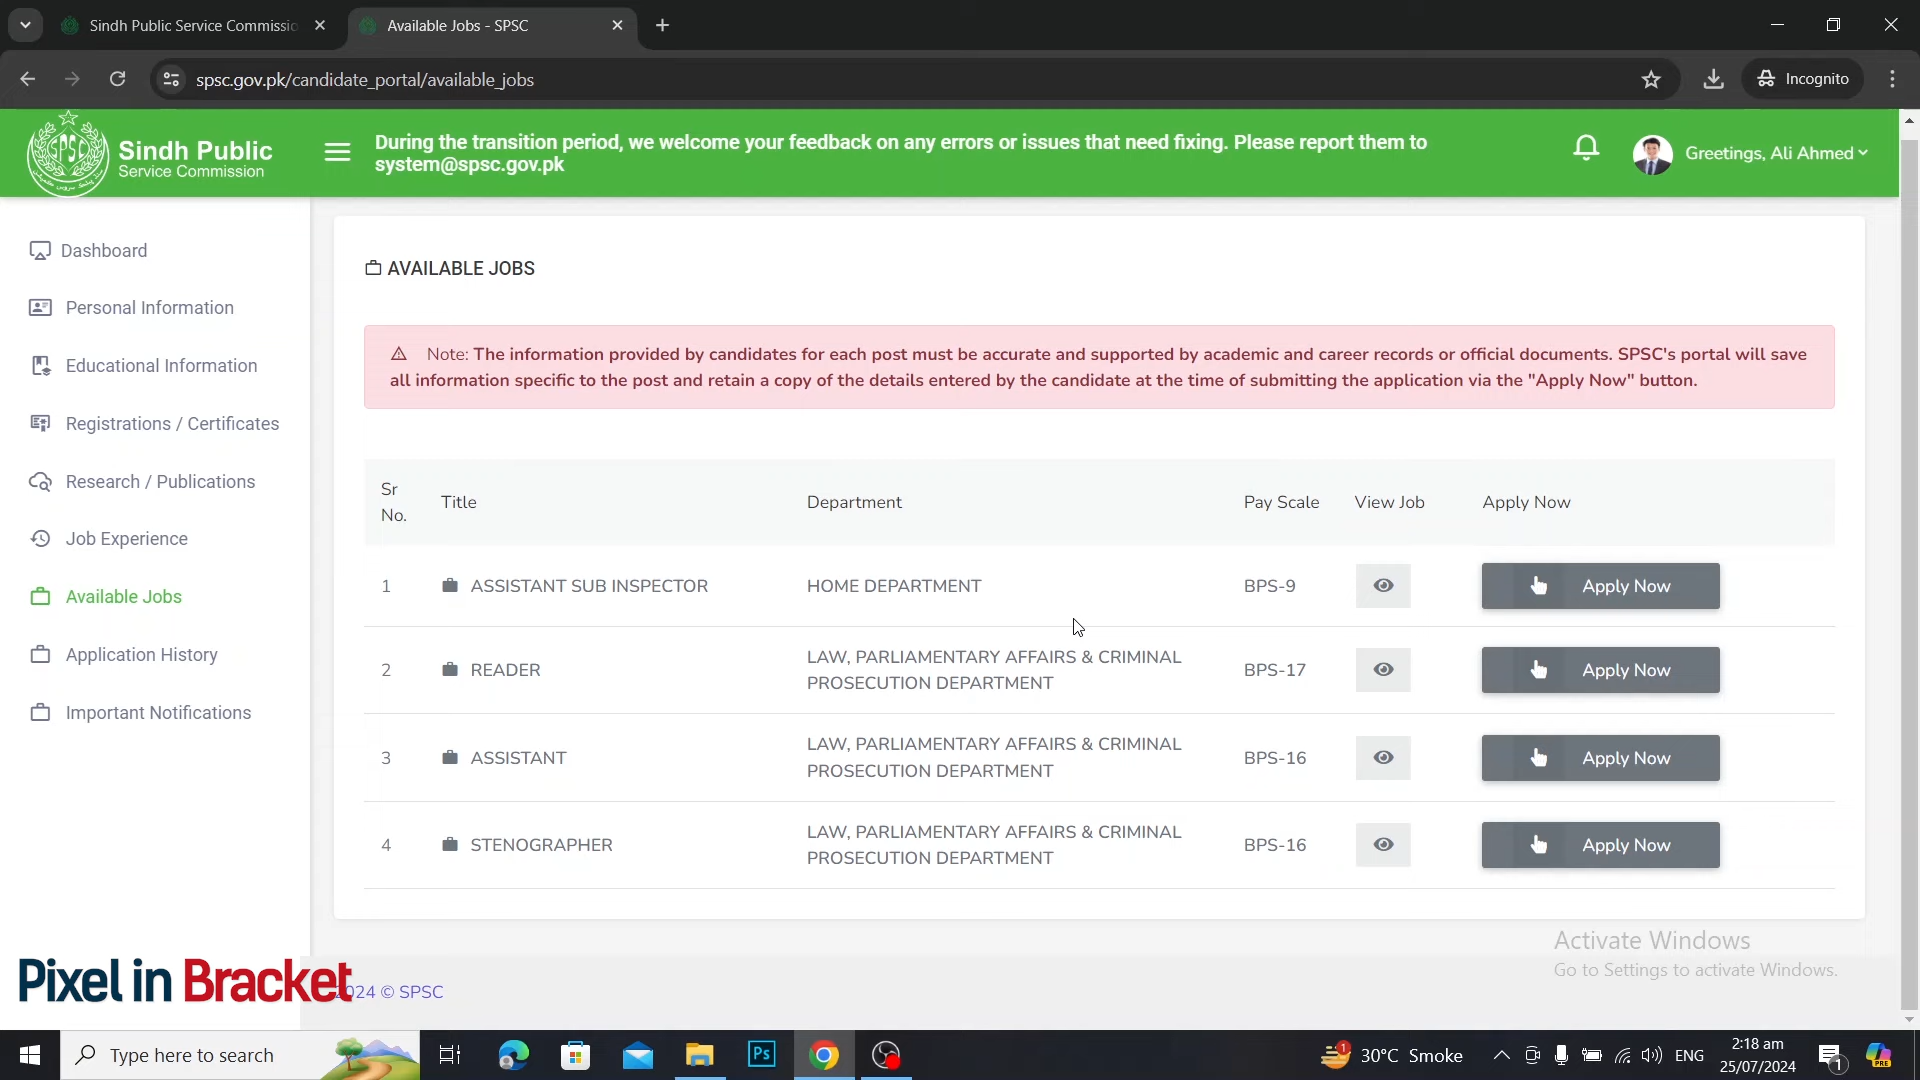 Sindh Public Service Commissio
Available Jobs - SPSC
spsc.gov.pk/candidate_portal/available_jobs
Incognito
SPSC
Sindh Public
Service Commission
During the transition period, we welcome your feedback on any errors or issues that need fixing. Please report them to
system@spsc.gov.pk
Greetings, Ali Ahmed
Dashboard
Personal Information
Educational Information
Registrations / Certificates
Research / Publications
Job Experience
Available Jobs
Application History
Important Notifications
AVAILABLE JOBS
Note: The information provided by candidates for each post must be accurate and supported by academic and career records or official documents. SPSC's portal will save
all information specific to the post and retain a copy of the details entered by the candidate at the time of submitting the application via the "Apply Now" button.
Sr No. Title Department Pay Scale View Job Apply Now
1 ASSISTANT SUB INSPECTOR HOME DEPARTMENT BPS-9 Apply Now
2 READER LAW, PARLIAMENTARY AFFAIRS & CRIMINAL PROSECUTION DEPARTMENT BPS-17 Apply Now
3 ASSISTANT LAW, PARLIAMENTARY AFFAIRS & CRIMINAL PROSECUTION DEPARTMENT BPS-16 Apply Now
4 STENOGRAPHER LAW, PARLIAMENTARY AFFAIRS & CRIMINAL PROSECUTION DEPARTMENT BPS-16 Apply Now
Activate Windows
Go to Settings to activate Windows.
Pixel in Bracket
2024 © SPSC
Type here to search
Ps
1
30°C Smoke
ENG
2:18 am
25/07/2024
1
PRE